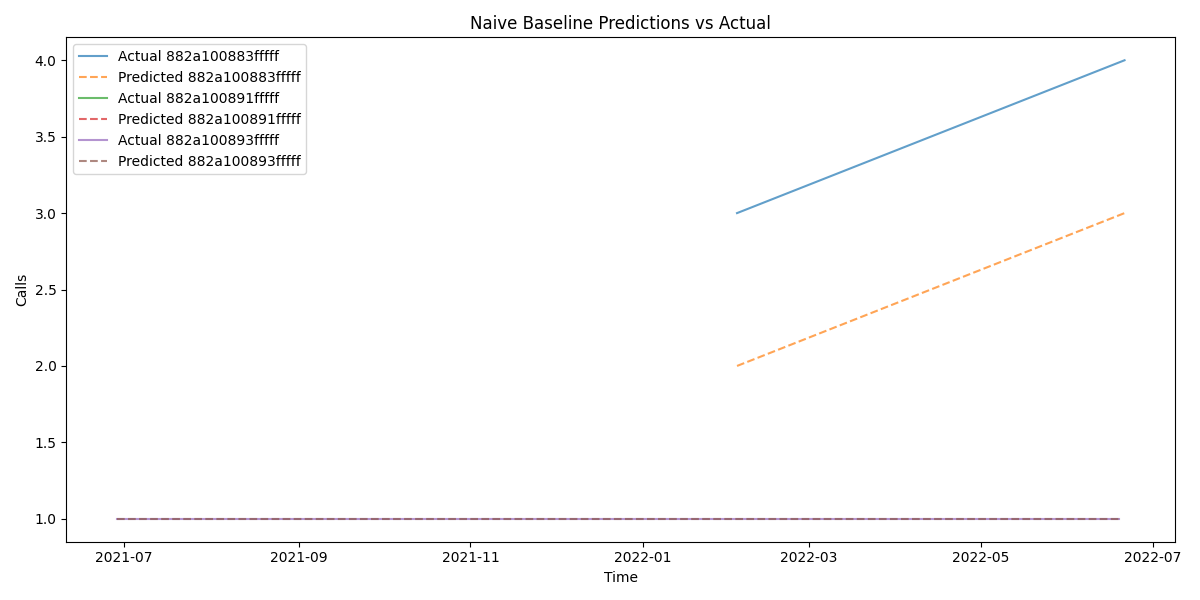 Naive Baseline Predictions vs Actual
Actual 882a100883fffff
Predicted 882a100883fffff
Actual 882a100891fffff
Predicted 882a100891fffff
Actual 882a100893fffff
Predicted 882a100893fffff
Calls
4.0
3.5
3.0
2.5
2.0
1.5
1.0
2021-07 2021-09 2021-11 2022-01 2022-03 2022-05 2022-07
Time